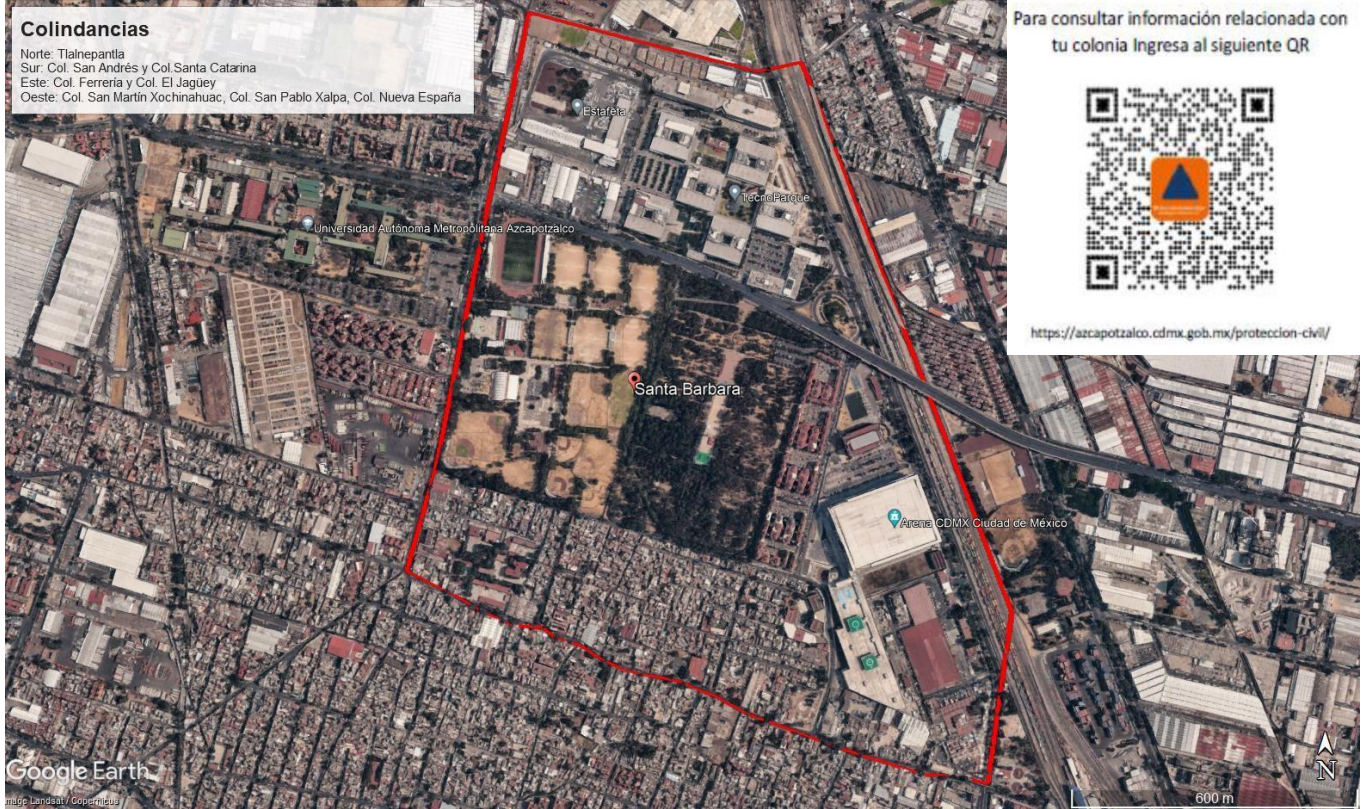 Colindancias
Norte: Tlalnepantla
Sur: Col. San Andrés y Col.Santa Catarina
Este: Col. Ferrería y Col. El Jagüey
Oeste: Col. San Martín Xochinahuac, Col. San Pablo Xalpa, Col. Nueva España
Para consultar información relacionada con
tu colonia Ingresa al siguiente QR
https://azcapotzalco.cdmx.gob.mx/proteccion-civil/
Estafeta
TecnoParque
Universidad Autónoma Metropolitana Azcapotzalco
Santa Barbara
Arena CDMX Ciudad de México
Google Earth
Image Landsat / Copernicus
N
600 m